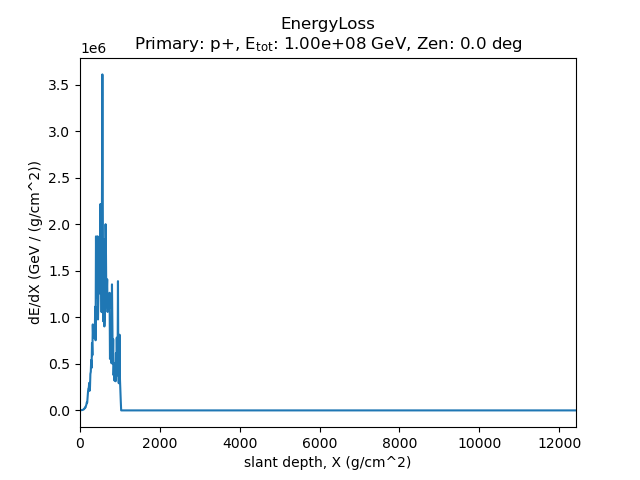 EnergyLoss
Primary: p+, E_tot: 1.00e+08 GeV, Zen: 0.0 deg
1e6
3.5
3.0
2.5
2.0
1.5
1.0
0.5
0.0
dE/dX (GeV / (g/cm^2))
0 2000 4000 6000 8000 10000 12000
slant depth, X (g/cm^2)